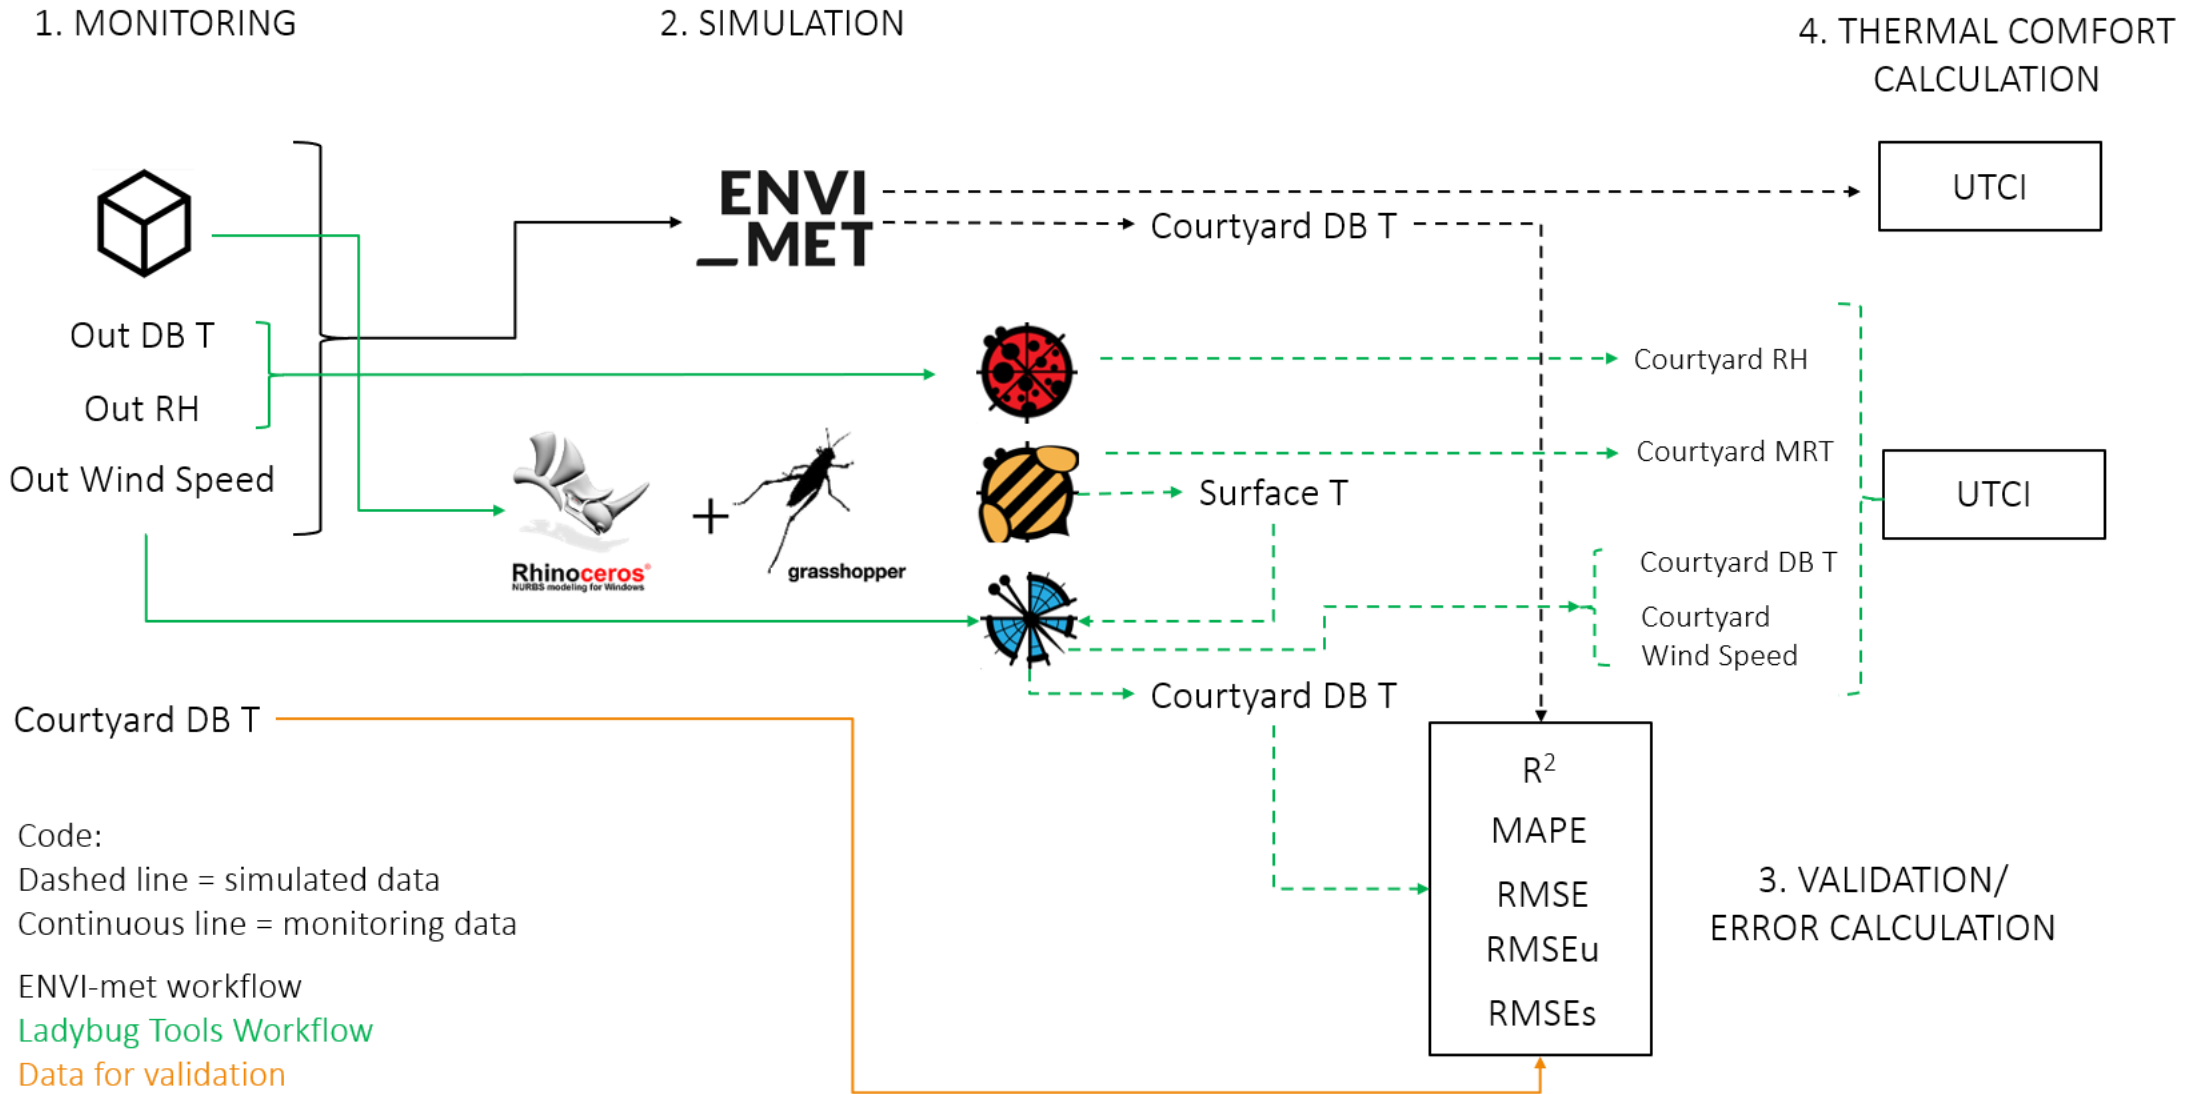 1. MONITORING
2. SIMULATION
4. THERMAL COMFORT
CALCULATION
ENVI
_MET
UTCI
Courtyard DB T
Out DB T
Out RH
Out Wind Speed
Courtyard RH
Courtyard MRT
Rhinoceros®
NURBS modeling for Windows
+
grasshopper
Surface T
UTCI
Courtyard DB T
Courtyard
Wind Speed
Courtyard DB T
Courtyard DB T
R²
MAPE
RMSE
RMSEu
RMSEs
3. VALIDATION/
ERROR CALCULATION
Code:
Dashed line = simulated data
Continuous line = monitoring data
ENVI-met workflow
Ladybug Tools Workflow
Data for validation